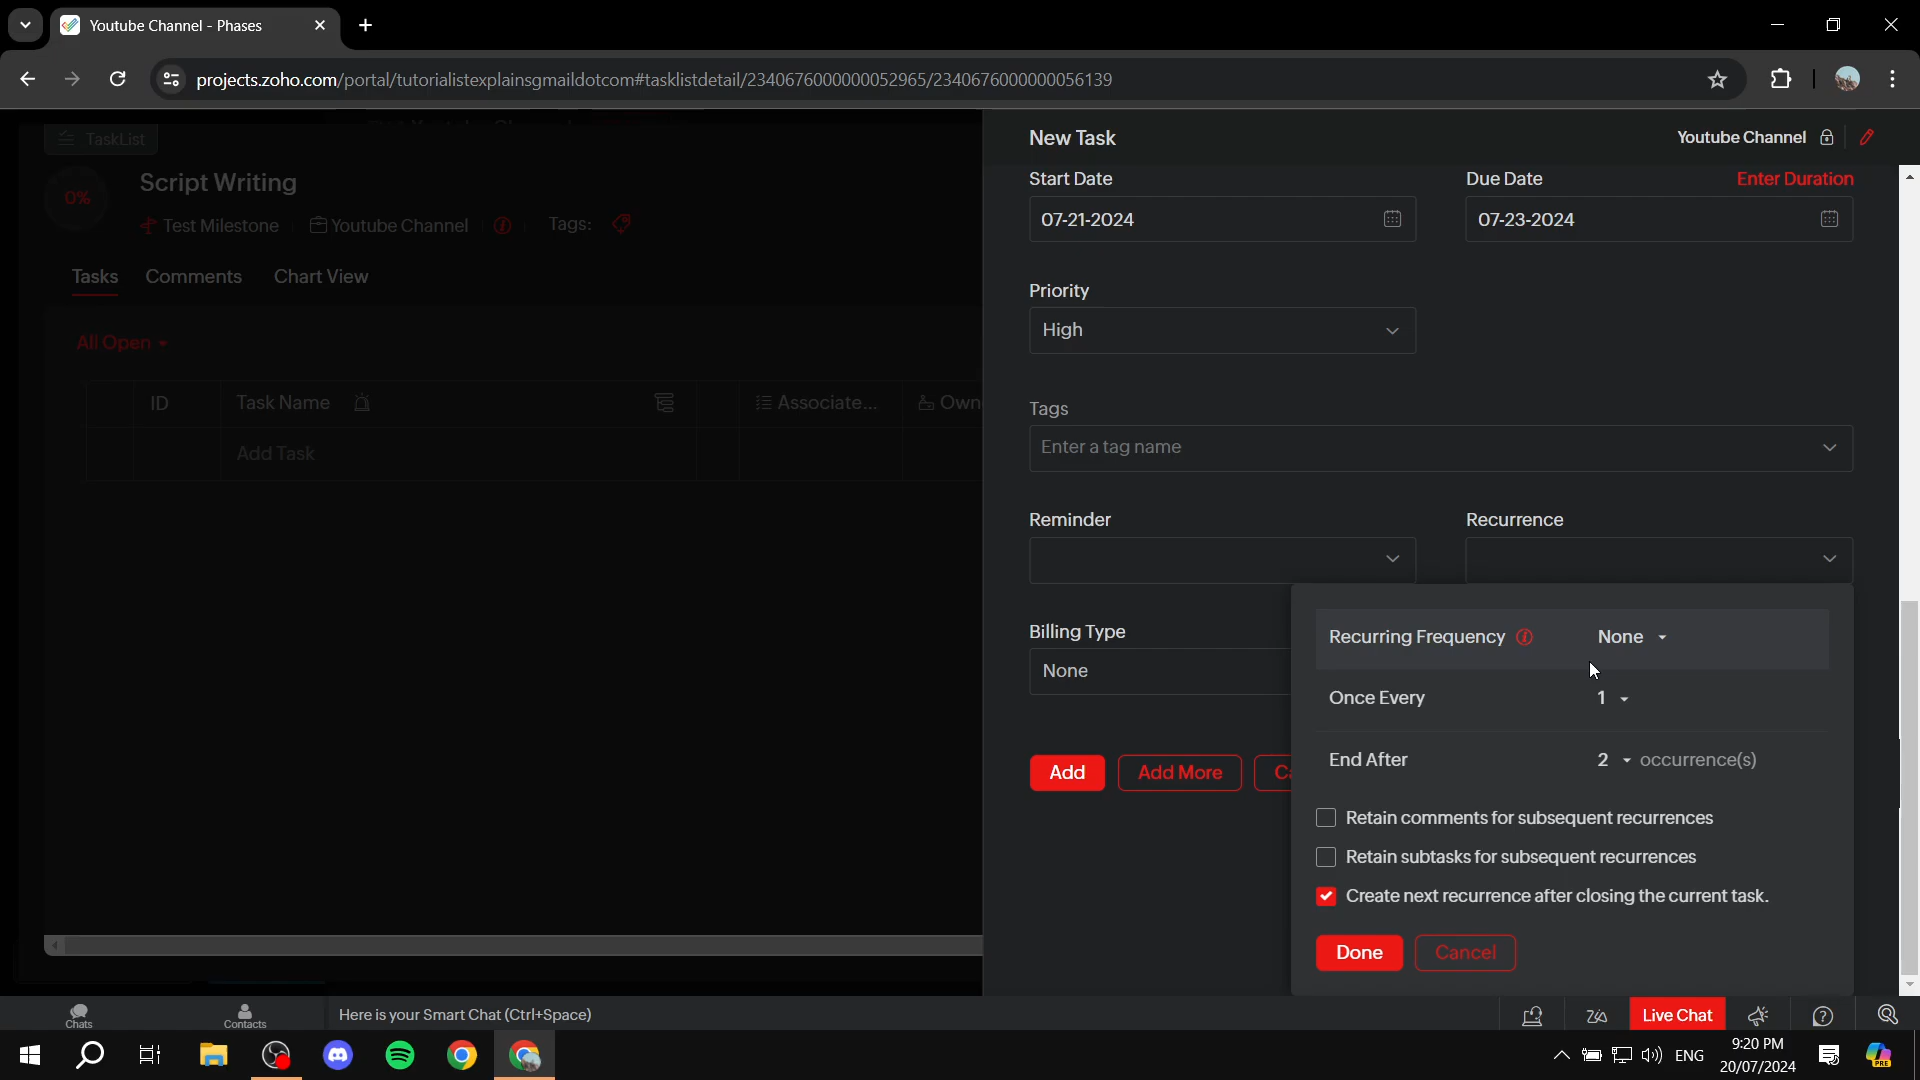 Youtube Channel - Phases
projects.zoho.com/portal/tutorialistexplainsgmaildotcom#tasklistdetail/2340676000000052965/2340676000000056139
TaskList
New Task
Youtube Channel
0%
Script Writing
Test Milestone
Youtube Channel
Tags:
Tasks
Comments
Chart View
All Open
ID
Task Name
Associate...
Own
Add Task
Start Date
Due Date
Enter Duration
07-21-2024
07-23-2024
Priority
High
Tags
Enter a tag name
Reminder
Recurrence
Billing Type
None
Add
Add More
Ca
Recurring Frequency
None
Once Every
1
End After
2
occurrence(s)
Retain comments for subsequent recurrences
Retain subtasks for subsequent recurrences
Create next recurrence after closing the current task.
Done
Cancel
Chats
Contacts
Here is your Smart Chat (Ctrl+Space)
Live Chat
ENG
9:20 PM
20/07/2024
PRE